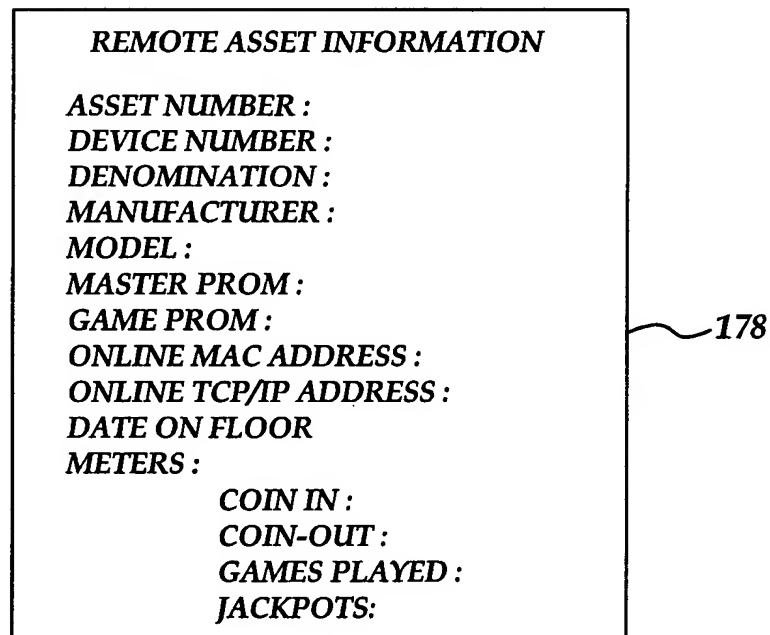 REMOTE ASSET INFORMATION
ASSET NUMBER :
DEVICE NUMBER :
DENOMINATION :
MANUFACTURER :
MODEL :
MASTER PROM :
GAME PROM :
178
ONLINE MAC ADDRESS :
ONLINE TCP/IP ADDRESS :
DATE ON FLOOR
METERS :
COIN IN :
COIN-OUT :
GAMES PLAYED :
JACKPOTS: